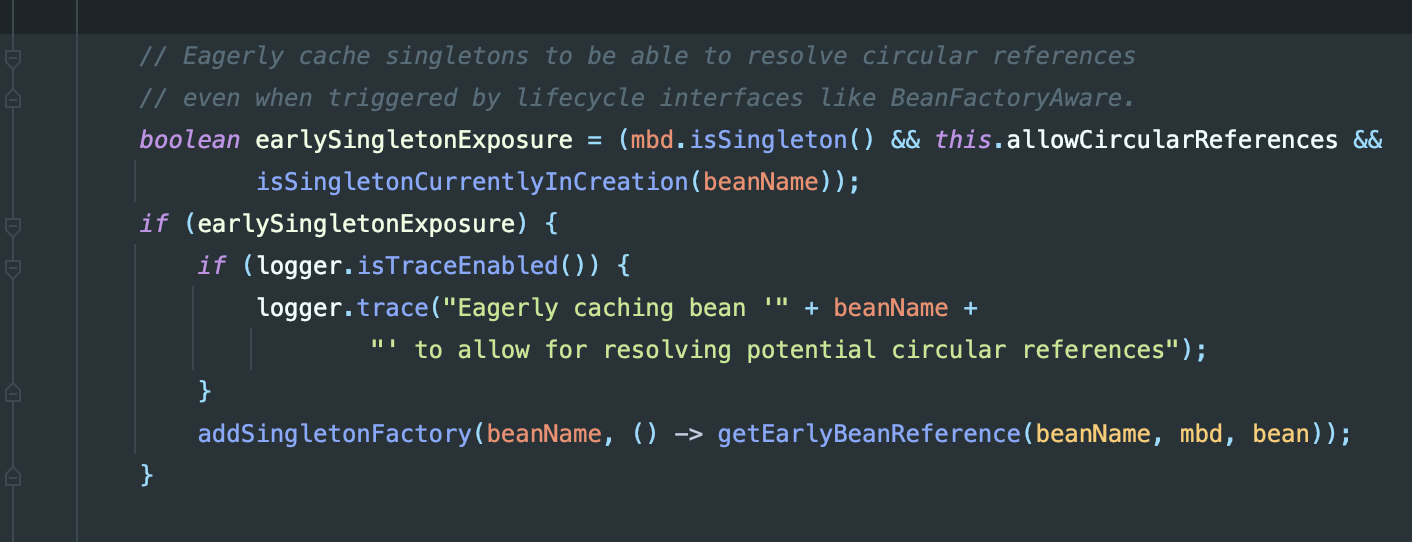 // Eagerly cache singletons to be able to resolve circular references
// even when triggered by lifecycle interfaces like BeanFactoryAware.
boolean earlySingletonExposure = (mbd.isSingleton() && this.allowCircularReferences &&
        isSingletonCurrentlyInCreation(beanName));
if (earlySingletonExposure) {
    if (logger.isTraceEnabled()) {
        logger.trace("Eagerly caching bean '" + beanName +
                "' to allow for resolving potential circular references");
    }
    addSingletonFactory(beanName, () -> getEarlyBeanReference(beanName, mbd, bean));
}